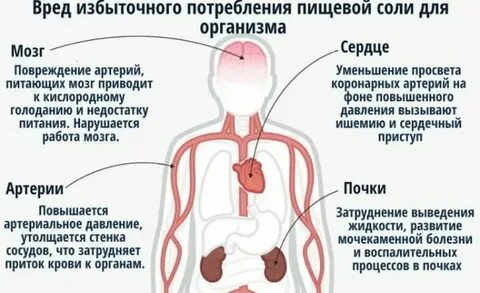 Вред избыточного потребления пищевой соли для
организма
Мозг
Повреждение артерий,
питающих мозг приводит
к кислородному
голоданию и недостатку
питания. Нарушается
работа мозга.
Сердце
Уменьшение просвета
коронарных артерий на
фоне повышенного
давления вызывают
ишемию и сердечный
приступ
Артерии
Повышается
артериальное давление,
утолщается стенка
сосудов, что затрудняет
приток крови к органам.
Почки
Затруднение выведения
жидкости, развитие
мочекаменной болезни
и воспалительных
процессов в почках